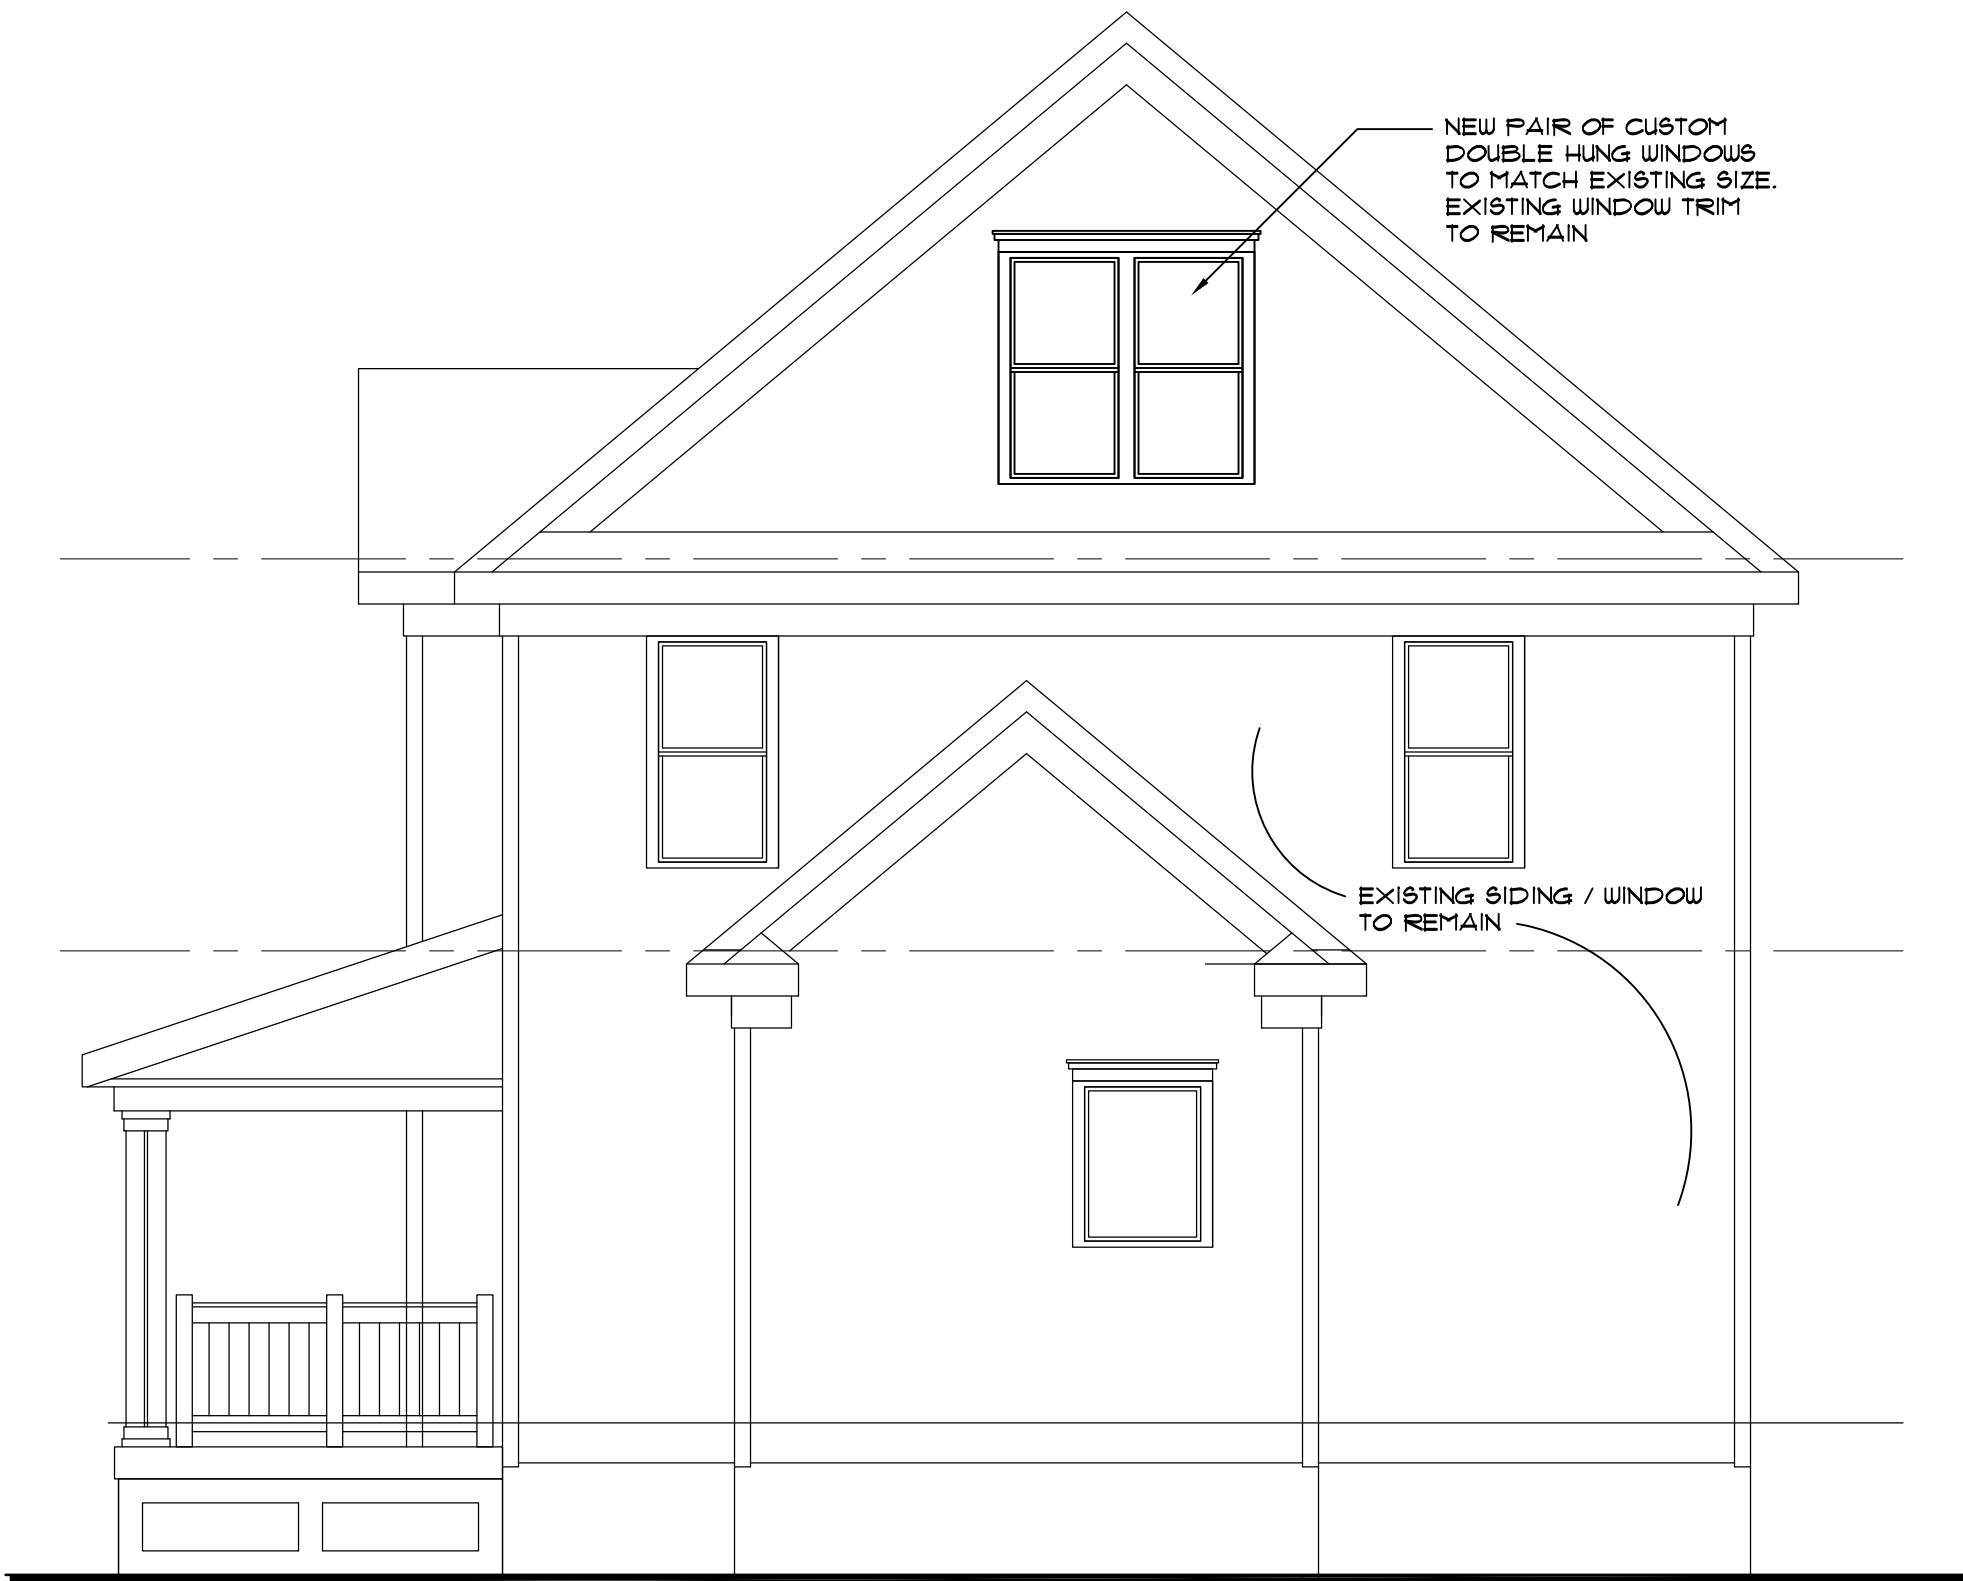 NEW PAIR OF CUSTOM
DOUBLE HUNG WINDOWS
TO MATCH EXISTING SIZE.
EXISTING WINDOW TRIM
TO REMAIN
EXISTING SIDING / WINDOW
TO REMAIN